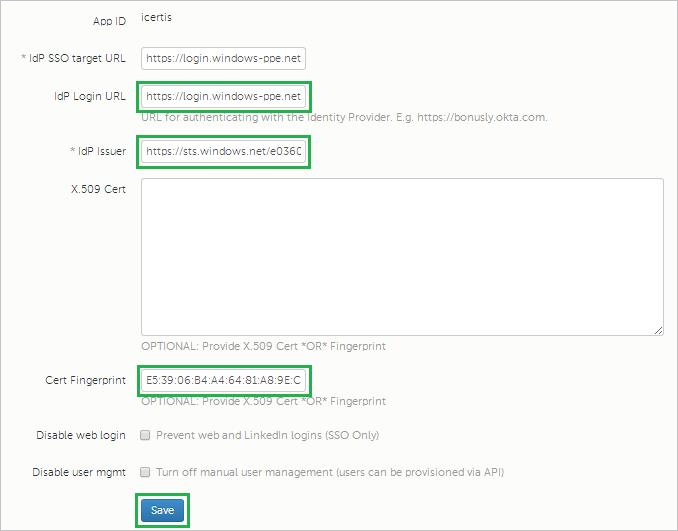 App ID icertis
* IdP SSO target URL https://login.windows-ppe.net
IdP Login URL https://login.windows-ppe.net
URL for authenticating with the Identity Provider. E.g. https://bonusly.okta.com.
* IdP Issuer https://sts.windows.net/e036C
X.509 Cert
OPTIONAL: Provide X.509 Cert *OR* Fingerprint
Cert Fingerprint E5:39:06:B4:A4:64:81:A8:9E:C
OPTIONAL: Provide X.509 Cert *OR* Fingerprint
Disable web login Prevent web and LinkedIn logins (SSO Only)
Disable user mgmt Turn off manual user management (users can be provisioned via API)
Save